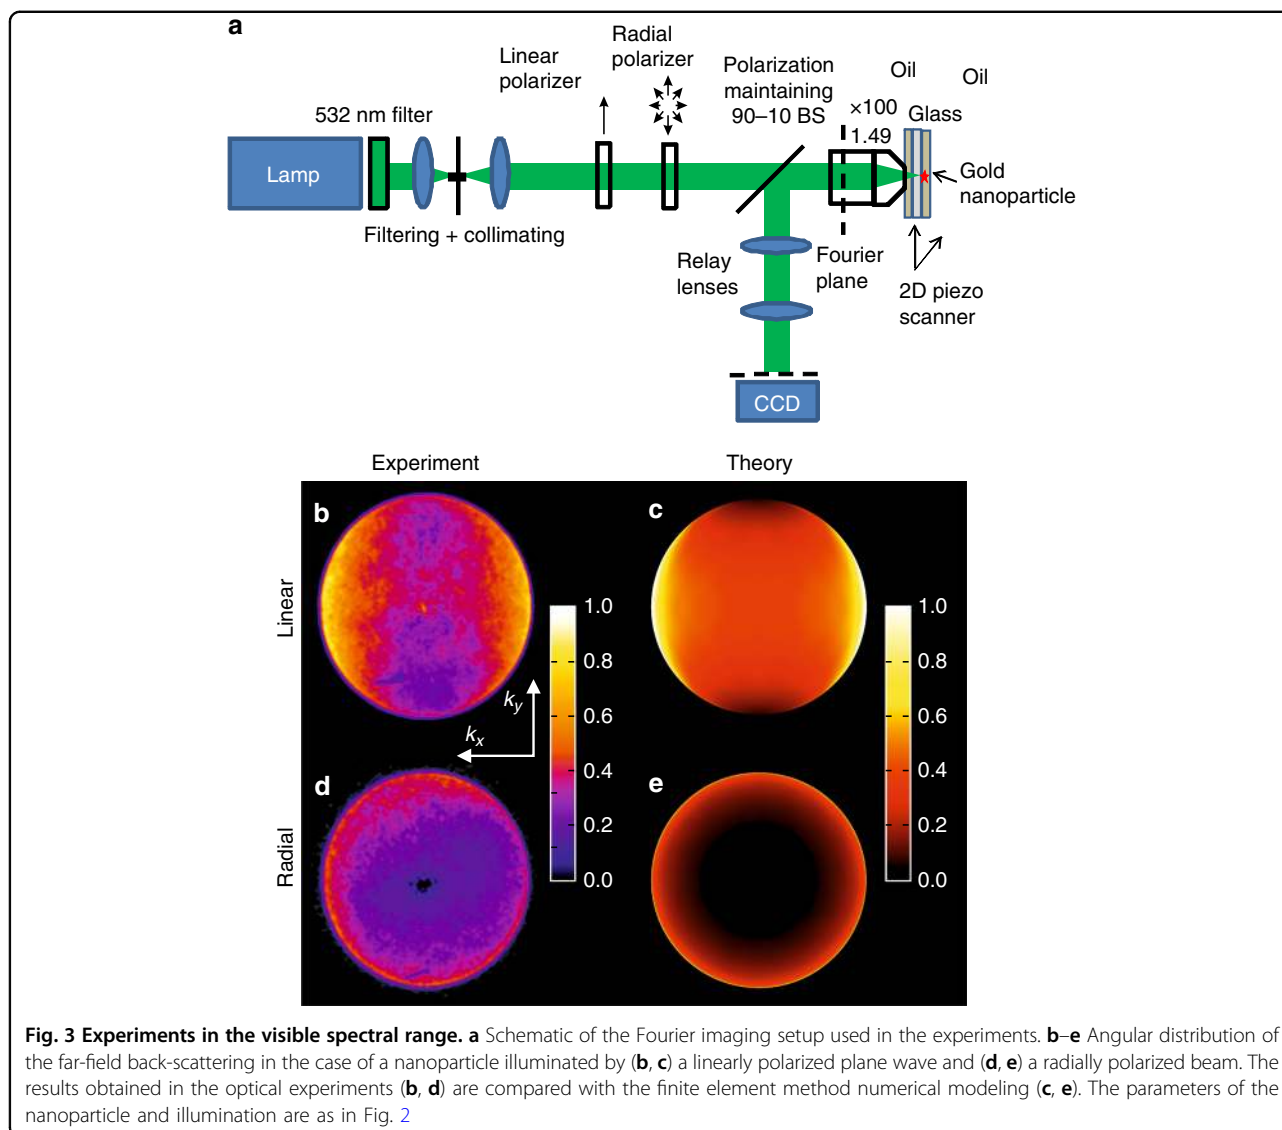 a
Linear
polarizer
Radial
polarizer
Polarization
maintaining
90–10 BS
Oil
Oil
×100
1.49
Glass
532 nm filter
Lamp
Gold
nanoparticle
Filtering + collimating
Relay
lenses
Fourier
plane
2D piezo
scanner
CCD
Experiment
Theory
Linear
Radial
b
c
d
e
ky
kx
1.0
0.8
0.6
0.4
0.2
0.0
1.0
0.8
0.6
0.4
0.2
0.0
Fig. 3 Experiments in the visible spectral range. a Schematic of the Fourier imaging setup used in the experiments. b–e Angular distribution of
the far-field back-scattering in the case of a nanoparticle illuminated by (b, c) a linearly polarized plane wave and (d, e) a radially polarized beam. The
results obtained in the optical experiments (b, d) are compared with the finite element method numerical modeling (c, e). The parameters of the
nanoparticle and illumination are as in Fig. 2